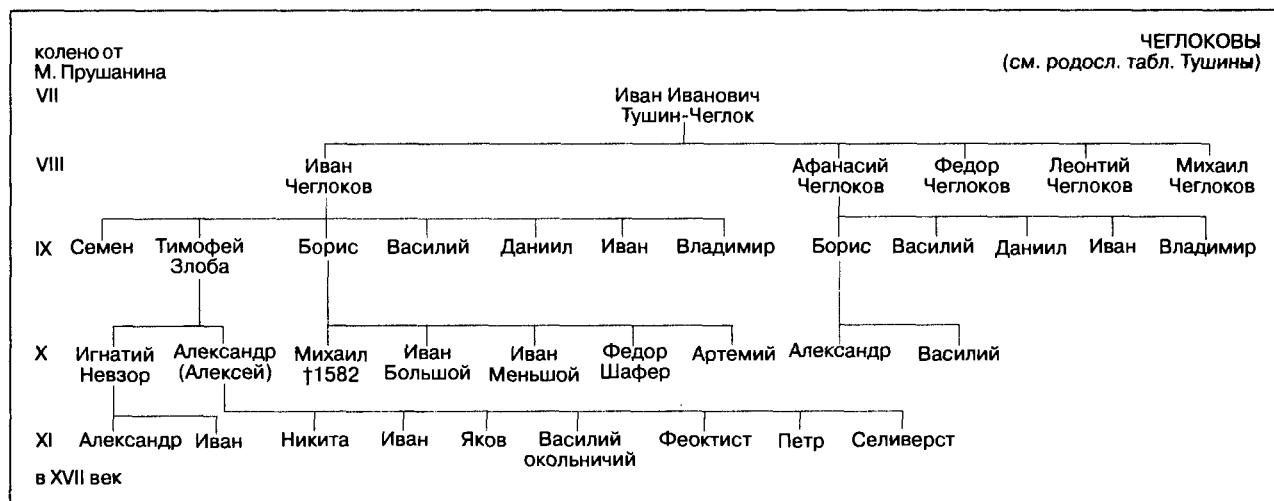 колено от
М. Прушанина
ЧЕГЛОКОВЫ
(см. родосл. табл. Тушины)
VII
Иван Иванович
Тушин-Чеглок
VIII
Иван
Чеглоков
Афанасий
Чеглоков
Федор
Чеглоков
Леонтий
Чеглоков
Михаил
Чеглоков
IX
Семен
Тимофей
Злоба
Борис
Василий
Даниил
Иван
Владимир
Борис
Василий
Даниил
Иван
Владимир
X
Игнатий
Невзор
Александр
(Алексей)
Михаил
†1582
Иван
Большой
Иван
Меньшой
Федор
Шафер
Артемий
Александр
Василий
XI
Александр
Иван
Никита
Иван
Яков
Василий
окольничий
Феоктист
Петр
Селиверст
в XVII век